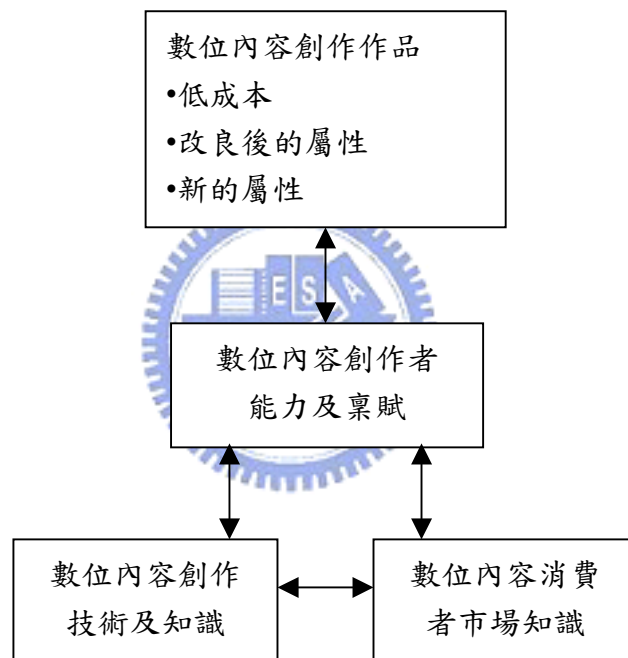 數位內容創作作品
•低成本
•改良後的屬性
•新的屬性
ESA
數位內容創作者
能力及稟賦
數位內容創作
技術及知識
數位內容消費
者市場知識